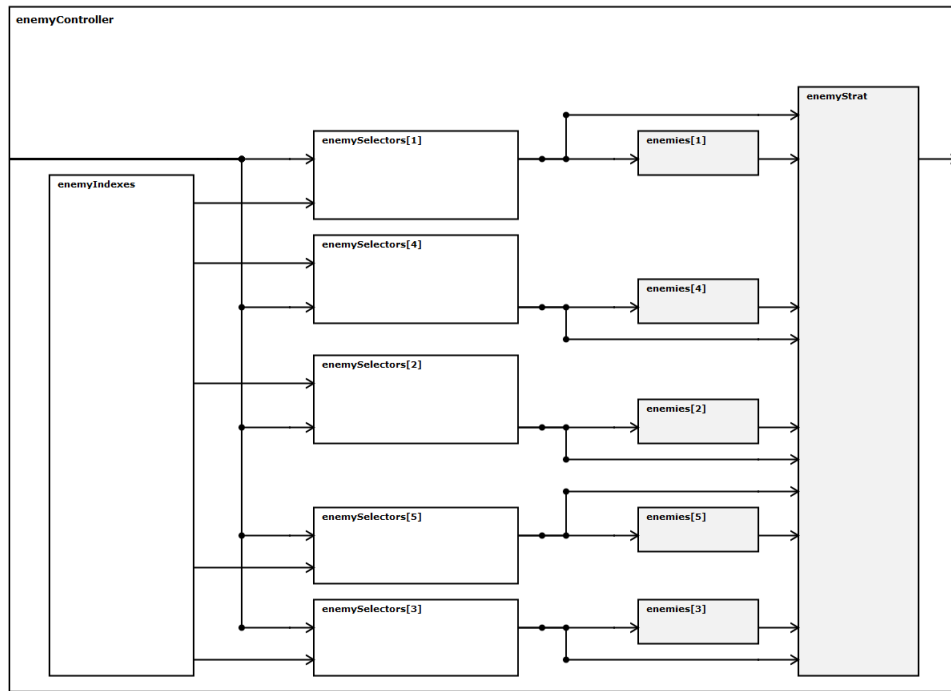 enemyController
enemyStrat
enemySelectors[1]
enemies[1]
enemyIndexes
enemySelectors[4]
enemies[4]
enemySelectors[2]
enemies[2]
enemySelectors[5]
enemies[5]
enemySelectors[3]
enemies[3]